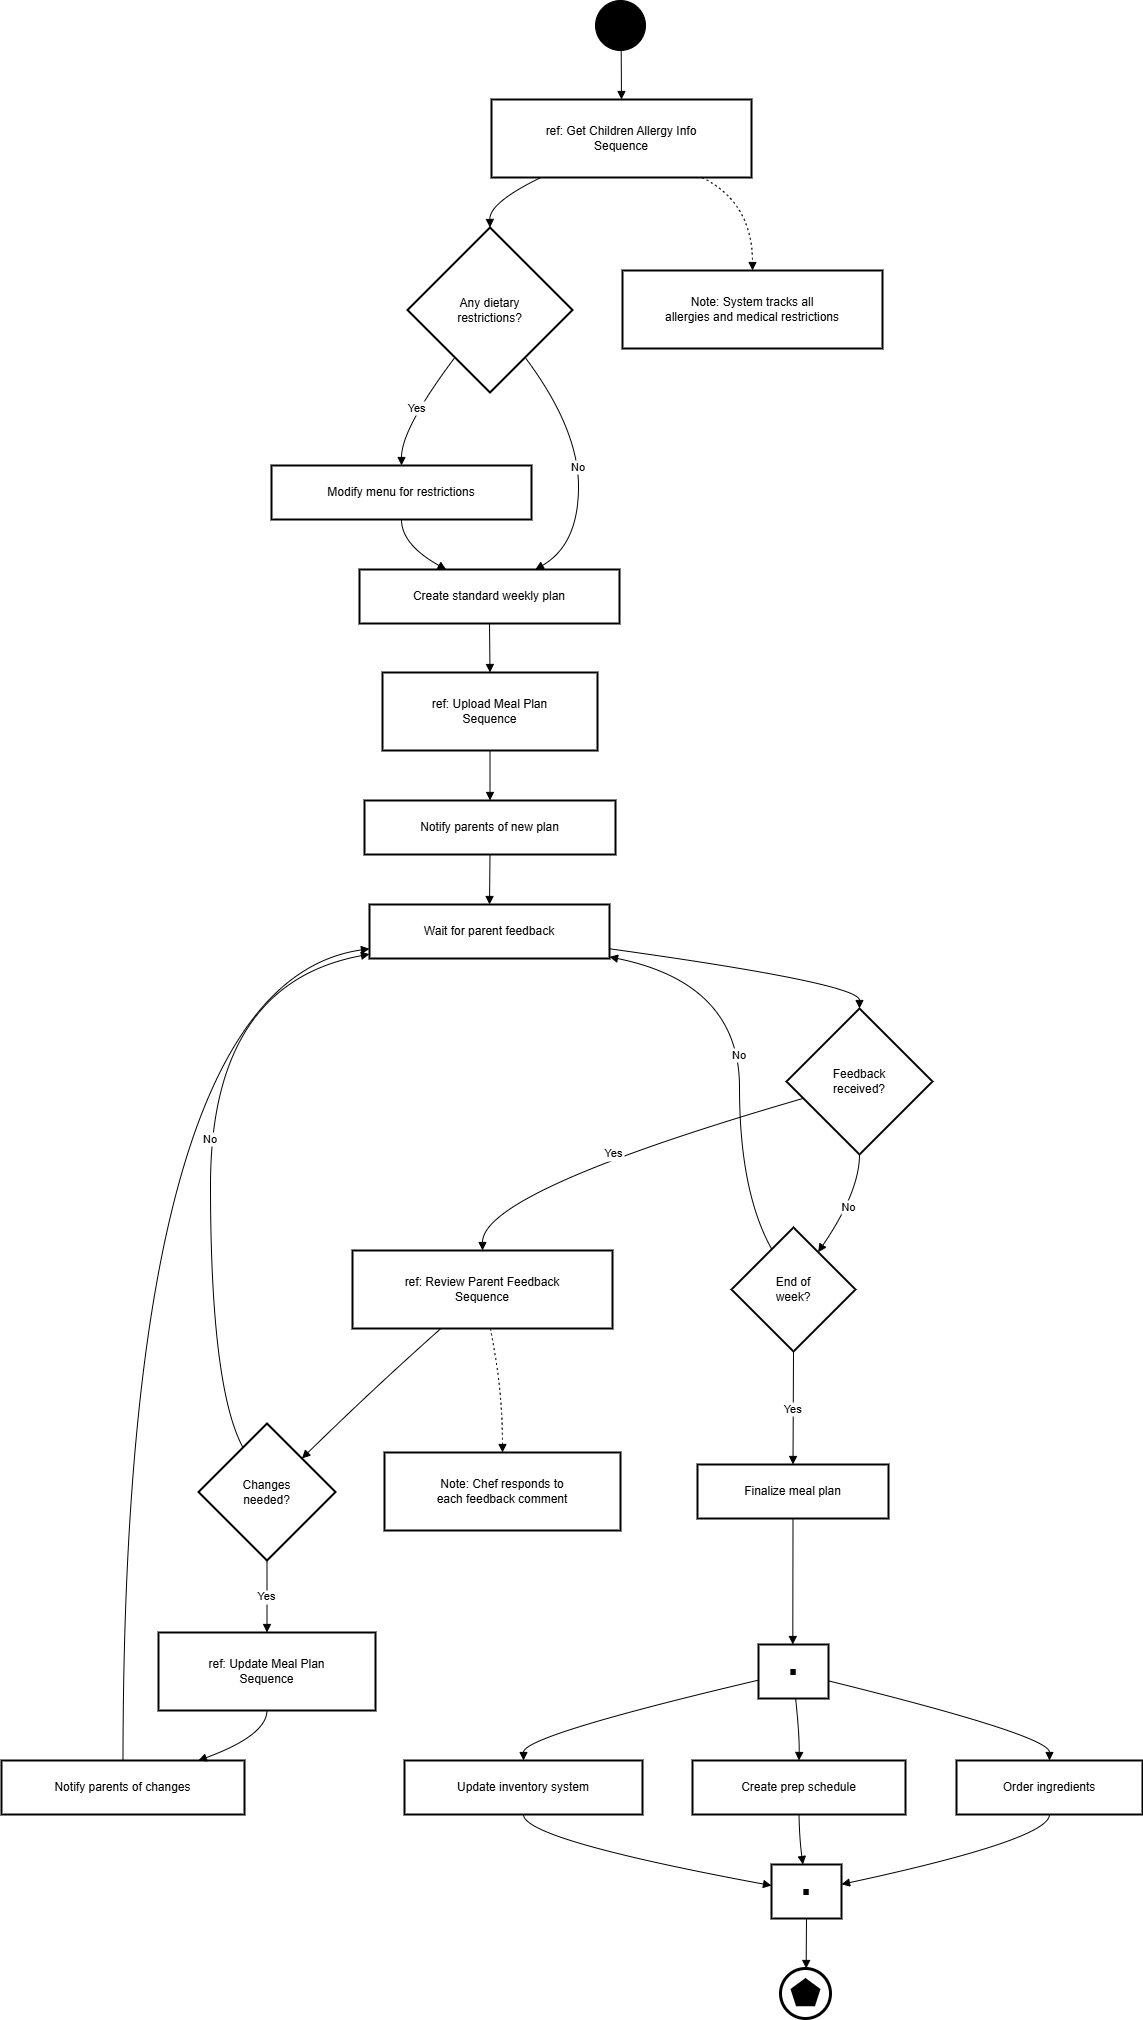 ref: Get Children Allergy Info
Sequence
Any dietary
restrictions?
Note: System tracks all
allergies and medical restrictions
Yes
No
Modify menu for restrictions
Create standard weekly plan
ref: Upload Meal Plan
Sequence
Notify parents of new plan
Wait for parent feedback
No
Feedback
received?
No
Yes
No
ref: Review Parent Feedback
Sequence
End of
week?
Yes
Changes
needed?
Note: Chef responds to
each feedback comment
Finalize meal plan
Yes
ref: Update Meal Plan
Sequence
Notify parents of changes
Update inventory system
Create prep schedule
Order ingredients